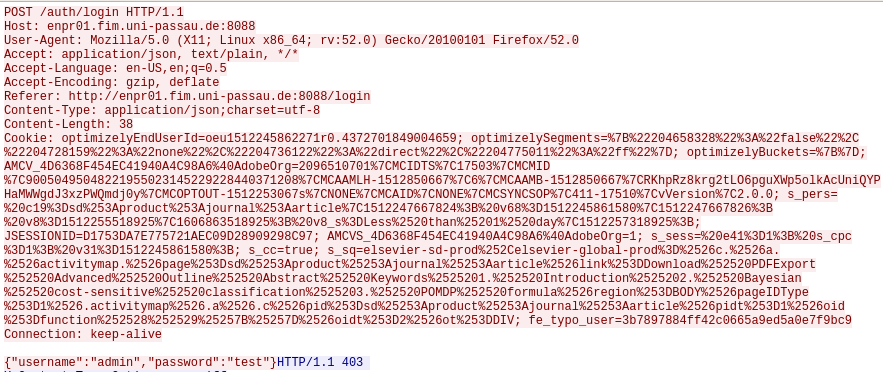 POST /auth/login HTTP/1.1
Host: enpr01.fim.uni-passau.de:8088
User-Agent: Mozilla/5.0 (X11; Linux x86_64; rv:52.0) Gecko/20100101 Firefox/52.0
Accept: application/json, text/plain, */*
Accept-Language: en-US,en;q=0.5
Accept-Encoding: gzip, deflate
Referer: http://enpr01.fim.uni-passau.de:8088/login
Content-Type: application/json;charset=utf-8
Content-Length: 38
Cookie: optimizelyEndUserId=oeu1512245862271r0.4372701849004659; optimizelySegments=%7B%22204658328%22%3A%22false%22%2C
%22204728159%22%3A%22none%22%2C%22204736122%22%3A%22direct%22%2C%22204775011%22%3A%22ff%22%7D; optimizelyBuckets=%7B%7D;
AMCV_4D6368F454EC41940A4C98A6%40AdobeOrg=2096510701%7CMCIDTS%7C17503%7CMCMID
%7C90050495048221955023145229228440371208%7CMCAAMLH-1512850667%7C6%7CMCAAMB-1512850667%7CRKhpRz8krg2tLO6pguXWp5olkAcUniQYP
HaMWwgdJ3xzPWQmdj0y%7CMCOPTOUT-1512253067s%7CNONE%7CMCAID%7CNONE%7CMCSYNCSOP%7C411-17510%7CvVersion%7C2.0.0; s_pers=
%20c19%3Dsd%253Aproduct%253Ajournal%253Aarticle%7C1512247667824%3B%20v68%3D1512245861580%7C1512247667826%3B
%20v8%3D1512255518925%7C1606863518925%3B%20v8_s%3DLess%2520than%25201%2520day%7C1512257318925%3B;
JSESSIONID=D1753DA7E775721AEC09D28909298C97; AMCVS_4D6368F454EC41940A4C98A6%40AdobeOrg=1; s_sess=%20e41%3D1%3B%20s_cpc
%3D1%3B%20v31%3D1512245861580%3B; s_cc=true; s_sq=elsevier-sd-prod%252Celsevier-global-prod%3D%2526c.%2526a.
%2526activitymap.%2526page%253Dsd%25253Aproduct%25253Ajournal%25253Aarticle%2526link%253DDownload%252520PDFExport
%252520Advanced%252520Outline%252520Abstract%252520Keywords%2525201.%252520Introduction%2525202.%252520Bayesian
%252520cost-sensitive%252520classification%2525203.%252520POMDP%252520formula%2526region%253DBODY%2526pageIDType
%253D1%2526.activitymap%2526.a%2526.c%2526pid%253Dsd%25253Aproduct%25253Ajournal%25253Aarticle%2526pidt%253D1%2526oid
%253Dfunction%252528%252529%25257B%25257D%2526oidt%253D2%2526ot%253DDIV; fe_typo_user=3b7897884ff42c0665a9ed5a0e7f9bc9
Connection: keep-alive
{"username":"admin","password":"test"}HTTP/1.1 403